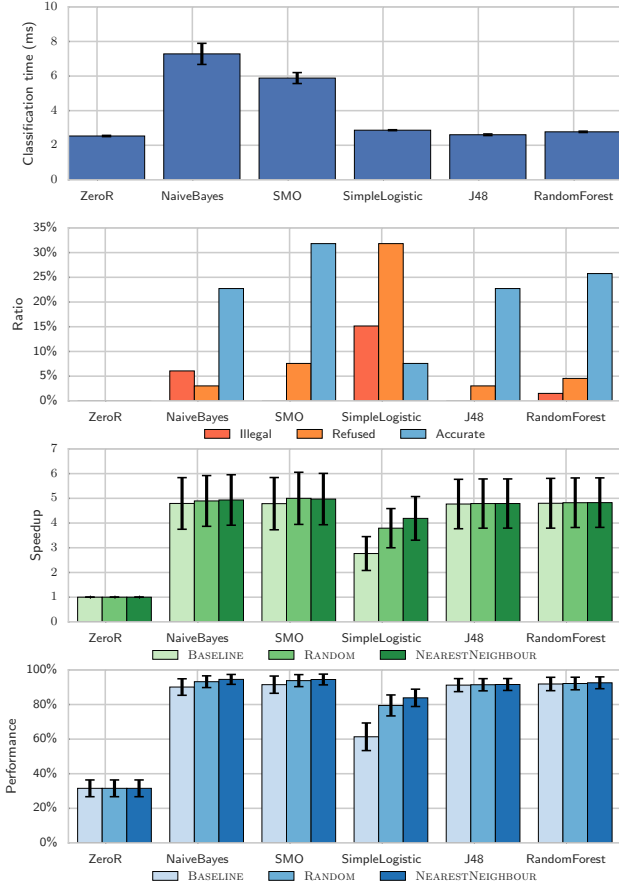 Classification time (ms)
10
8
6
4
2
0
ZeroR NaiveBayes SMO SimpleLogistic J48 RandomForest
Ratio
35%
30%
25%
20%
15%
10%
5%
0%
ZeroR NaiveBayes SMO SimpleLogistic J48 RandomForest
Illegal Refused Accurate
Speedup
7
6
5
4
3
2
1
0
ZeroR NaiveBayes SMO SimpleLogistic J48 RandomForest
BASELINE RANDOM NEARESTNEIGHBOUR
Performance
100%
80%
60%
40%
20%
0%
ZeroR NaiveBayes SMO SimpleLogistic J48 RandomForest
BASELINE RANDOM NEARESTNEIGHBOUR